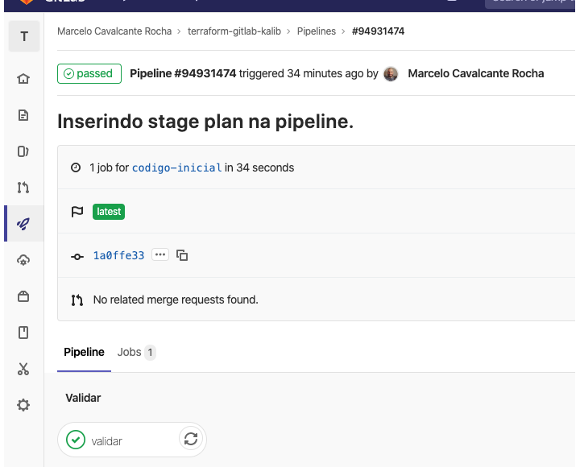 T
Marcelo Cavalcante Rocha > terraform-gitlab-kalib > Pipelines > #94931474
passed Pipeline #94931474 triggered 34 minutes ago by Marcelo Cavalcante Rocha
Inserindo stage plan na pipeline.
1 job for codigo-inicial in 34 seconds
latest
1a0ffe33 ...
No related merge requests found.
Pipeline Jobs 1
Validar
validar